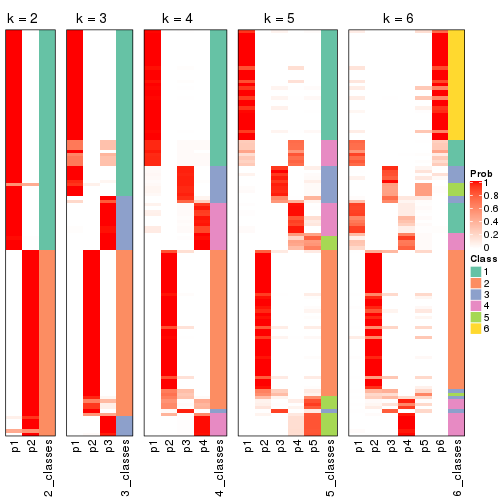 k = 2
k = 3
k = 4
k = 5
k = 6
p1
p2
2_classes
p1
p2
p3
3_classes
p1
p2
p3
p4
4_classes
p1
p2
p3
p4
p5
5_classes
p1
p2
p3
p4
p5
p6
6_classes
Prob
1
0.8
0.6
0.4
0.2
0
Class
1
2
3
4
5
6